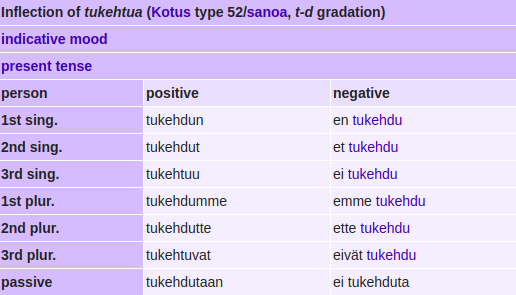 Inflection of tukehtua (Kotus type 52/sanoa, t-d gradation)
indicative mood
present tense
person positive negative
1st sing. tukehdun en tukehdu
2nd sing. tukehdut et tukehdu
3rd sing. tukehtuu ei tukehdu
1st plur. tukehdumme emme tukehdu
2nd plur. tukehdutte ette tukehdu
3rd plur. tukehtuvat eivät tukehdu
passive tukehdutaan ei tukehduta